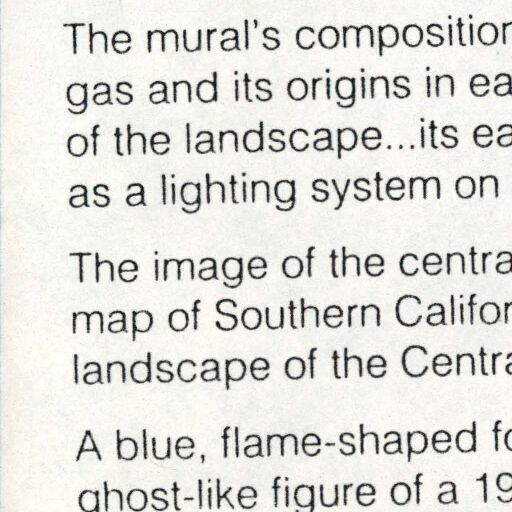 The mural's composition
gas and its origins in ea
of the landscape...its ea
as a lighting system on
The image of the centra
map of Southern Califor
landscape of the Centra
A blue, flame-shaped fo
ghost-like figure of a 19